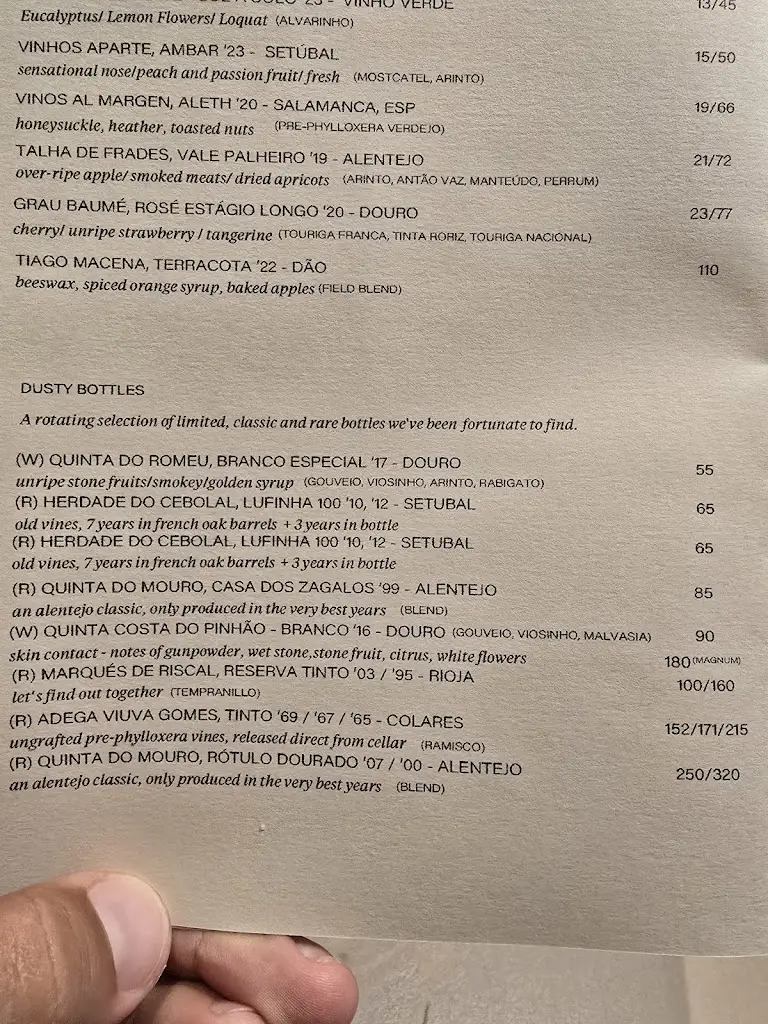 '23 - VINHO VERDE 13/45
Eucalyptus/ Lemon Flowers/ Loquat (ALVARINHO)
VINHOS APARTE, AMBAR '23 - SETÚBAL 15/50
sensational nose/peach and passion fruit/ fresh (MOSTCATEL, ARINTO)
VINOS AL MARGEN, ALETH '20 - SALAMANCA, ESP 19/66
honeysuckle, heather, toasted nuts (PRE-PHYLLOXERA VERDEJO)
TALHA DE FRADES, VALE PALHEIRO '19 - ALENTEJO 21/72
over-ripe apple/ smoked meats/ dried apricots (ARINTO, ANTÃO VAZ, MANTEÚDO, PERRUM)
GRAU BAUMÉ, ROSÉ ESTÁGIO LONGO '20 - DOURO 23/77
cherry/ unripe strawberry / tangerine (TOURIGA FRANCA, TINTA RORIZ, TOURIGA NACIONAL)
TIAGO MACENA, TERRACOTA '22 - DÃO 110
beeswax, spiced orange syrup, baked apples (FIELD BLEND)
DUSTY BOTTLES
A rotating selection of limited, classic and rare bottles we've been fortunate to find.
(W) QUINTA DO ROMEU, BRANCO ESPECIAL '17 - DOURO 55
unripe stone fruits/smokey/golden syrup (GOUVEIO, VIOSINHO, ARINTO, RABIGATO)
(R) HERDADE DO CEBOLAL, LUFINHA 100 '10, '12 - SETUBAL 65
old vines, 7 years in french oak barrels + 3 years in bottle
(R) HERDADE DO CEBOLAL, LUFINHA 100 '10, '12 - SETUBAL 65
old vines, 7 years in french oak barrels + 3 years in bottle
(R) QUINTA DO MOURO, CASA DOS ZAGALOS '99 - ALENTEJO 85
an alentejo classic, only produced in the very best years (BLEND)
(W) QUINTA COSTA DO PINHÃO - BRANCO '16 - DOURO (GOUVEIO, VIOSINHO, MALVASIA) 90
skin contact - notes of gunpowder, wet stone,stone fruit, citrus, white flowers 180 (MAGNUM)
(R) MARQUÉS DE RISCAL, RESERVA TINTO '03 / '95 - RIOJA 100/160
let's find out together (TEMPRANILLO)
(R) ADEGA VIUVA GOMES, TINTO '69 / '67 / '65 - COLARES 152/171/215
ungrafted pre-phylloxera vines, released direct from cellar (RAMISCO)
(R) QUINTA DO MOURO, RÓTULO DOURADO '07 / '00 - ALENTEJO 250/320
an alentejo classic, only produced in the very best years (BLEND)